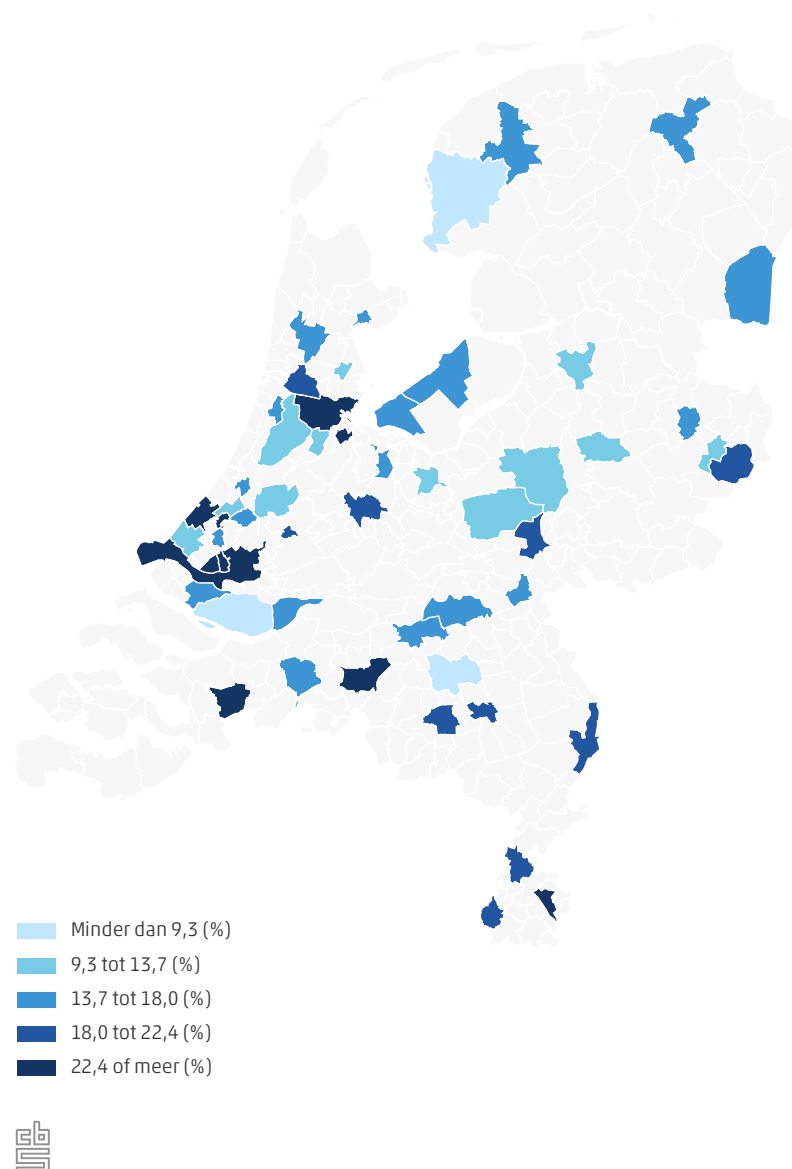 Minder dan 9,3 (%)
9,3 tot 13,7 (%)
13,7 tot 18,0 (%)
18,0 tot 22,4 (%)
22,4 of meer (%)
cbs